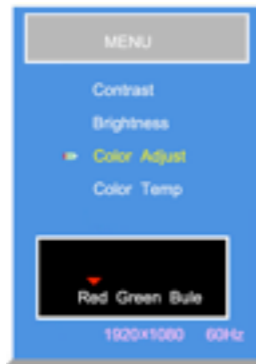 MENU
Contrast
Brightness
Color Adjust
Color Temp
Red Green Bule
1920×1080 60Hz